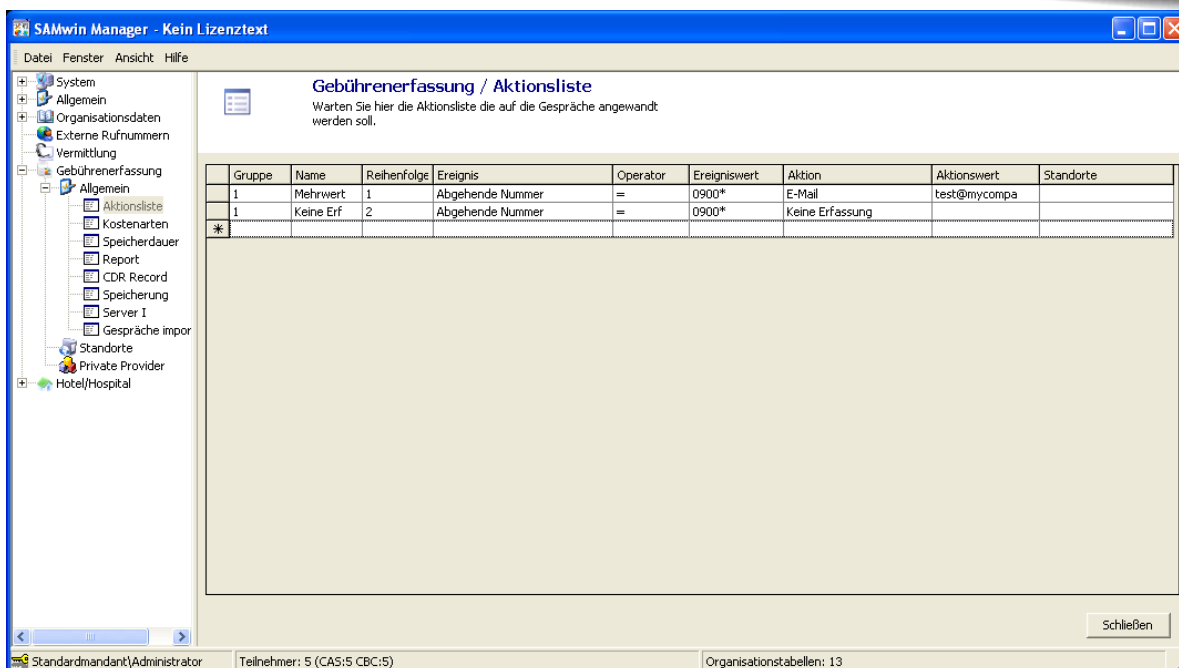 SAMwin Manager - Kein Lizenztext
Datei Fenster Ansicht Hilfe
System
Allgemein
Organisationsdaten
Externe Rufnummern
Vermittlung
Gebührenerfassung
Allgemein
Aktionsliste
Kostenarten
Speicherdauer
Report
CDR Record
Speicherung
Server I
Gespräche impor
Standorte
Private Provider
Hotel/Hospital
Gebührenerfassung / Aktionsliste
Warten Sie hier die Aktionsliste die auf die Gespräche angewandt
werden soll.
Gruppe Name Reihenfolge Ereignis Operator Ereigniswert Aktion Aktionswert Standorte
1 Mehrwert 1 Abgehende Nummer = 0900* E-Mail test@mycompa
1 Keine Erf 2 Abgehende Nummer = 0900* Keine Erfassung
Schließen
Standardmandant\Administrator Teilnehmer: 5 (CAS:5 CBC:5) Organisationstabellen: 13